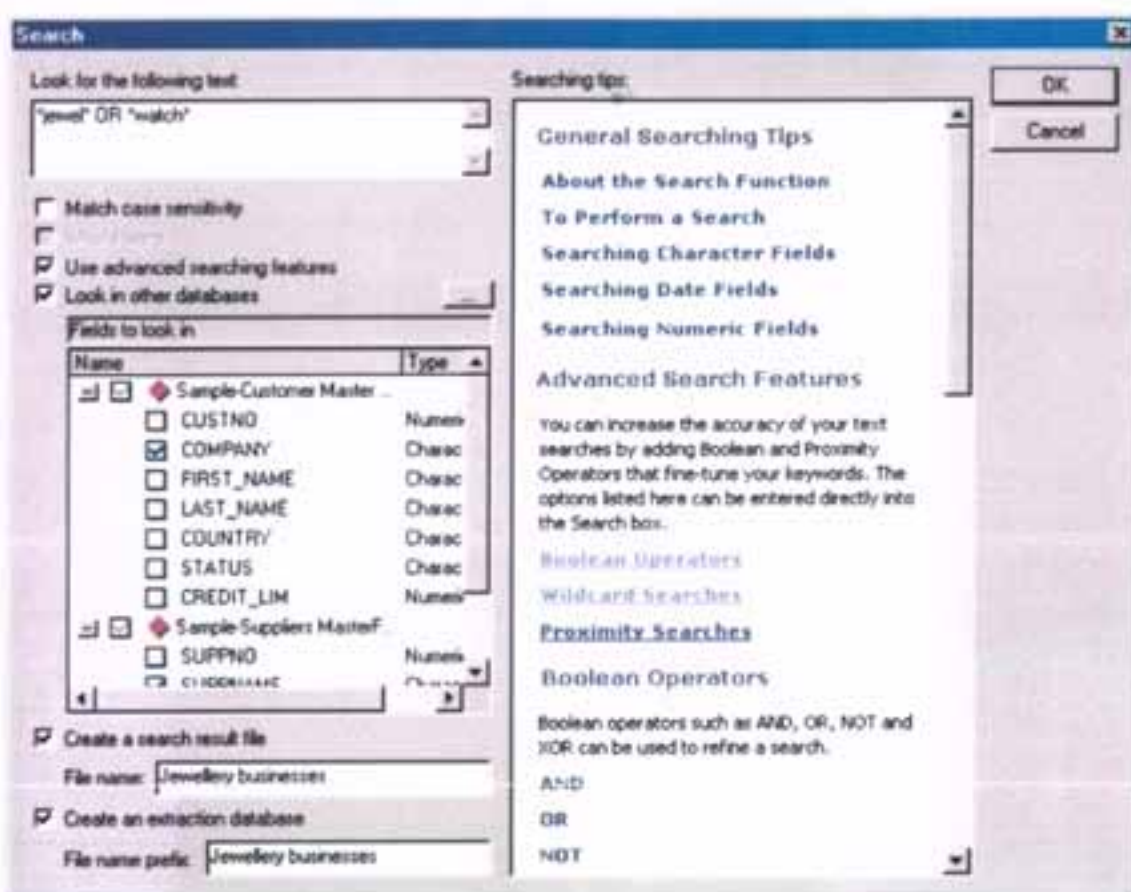 Search
Look for the following text:
"jewel" OR "watch"
Match case sensitivity
Use advanced searching features
Look in other databases
...
Fields to look in
Name Type
Sample-Customer Master ...
CUSTNO Numeri
COMPANY Charac
FIRST_NAME Charac
LAST_NAME Charac
COUNTRY Charac
STATUS Charac
CREDIT_LIM Numeri
Sample-Suppliers MasterF...
SUPPNO Numeri
SUPPNAME
Create a search result file
File name: Jewellery businesses
Create an extraction database
File name prefix: Jewellery businesses
Searching tips:
General Searching Tips
About the Search Function
To Perform a Search
Searching Character Fields
Searching Date Fields
Searching Numeric Fields
Advanced Search Features
You can increase the accuracy of your text
searches by adding Boolean and Proximity
Operators that fine-tune your keywords. The
options listed here can be entered directly into
the Search box.
Boolean Operators
Wildcard Searches
Proximity Searches
Boolean Operators
Boolean operators such as AND, OR, NOT and
XOR can be used to refine a search.
AND
OR
NOT
OK
Cancel